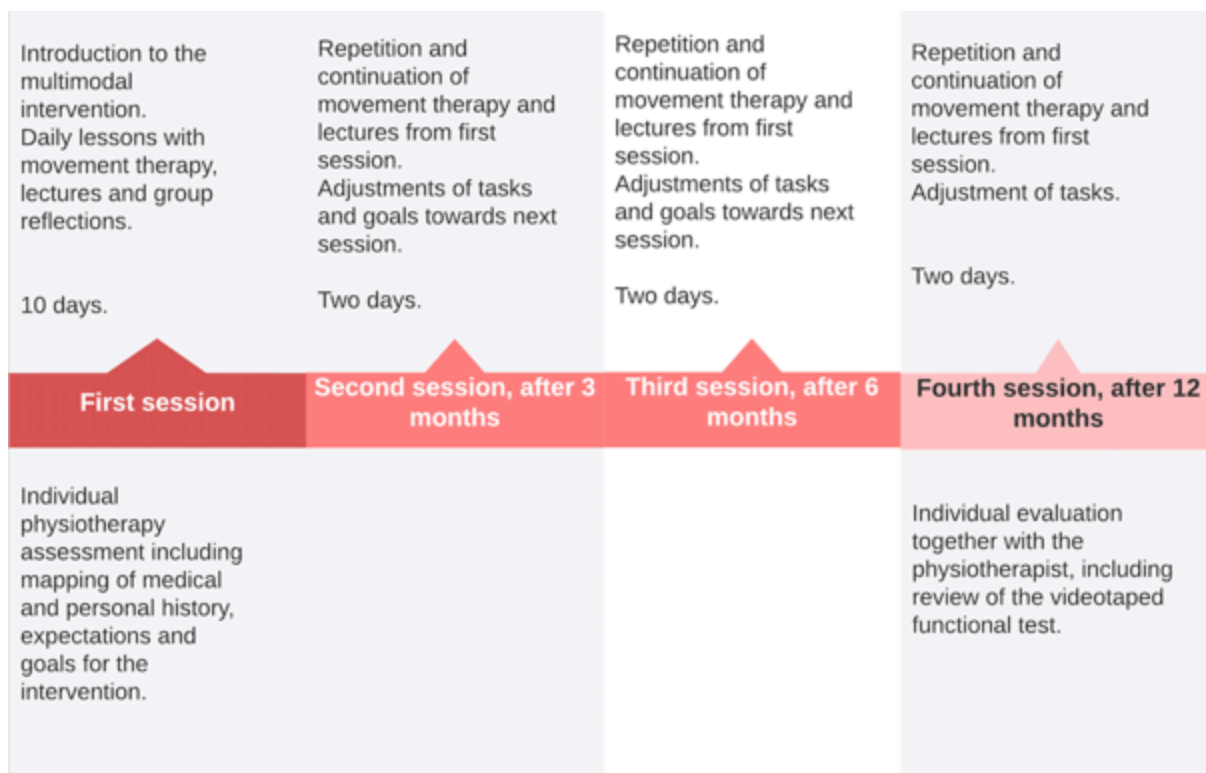 Introduction to the
multimodal
intervention.
Daily lessons with
movement therapy,
lectures and group
reflections.
10 days.
Repetition and
continuation of
movement therapy and
lectures from first
session.
Adjustments of tasks
and goals towards next
session.
Two days.
Repetition and
continuation of
movement therapy and
lectures from first
session.
Adjustments of tasks
and goals towards next
session.
Two days.
Repetition and
continuation of
movement therapy and
lectures from first
session.
Adjustment of tasks.
Two days.
First session
Second session, after 3
months
Third session, after 6
months
Fourth session, after 12
months
Individual
physiotherapy
assessment including
mapping of medical
and personal history,
expectations and
goals for the
intervention.
Individual evaluation
together with the
physiotherapist, including
review of the videotaped
functional test.